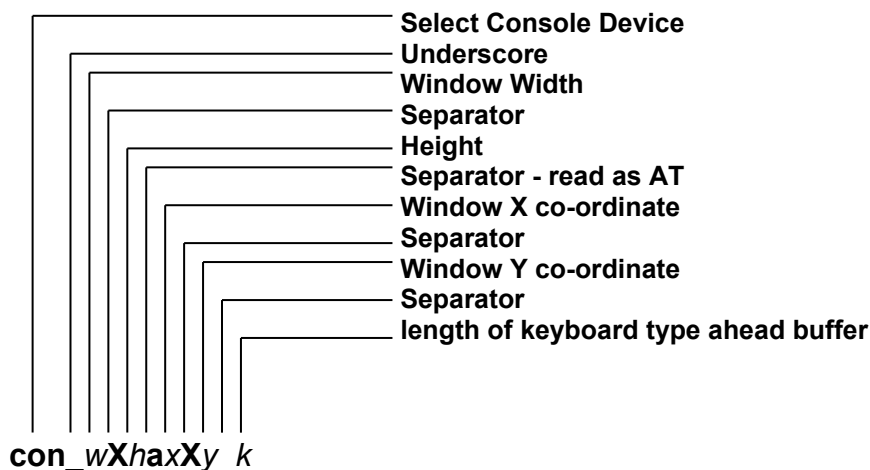 Select Console Device
Underscore
Window Width
Separator
Height
Separator - read as AT
Window X co-ordinate
Separator
Window Y co-ordinate
Separator
length of keyboard type ahead buffer
con_wXhaxXy k